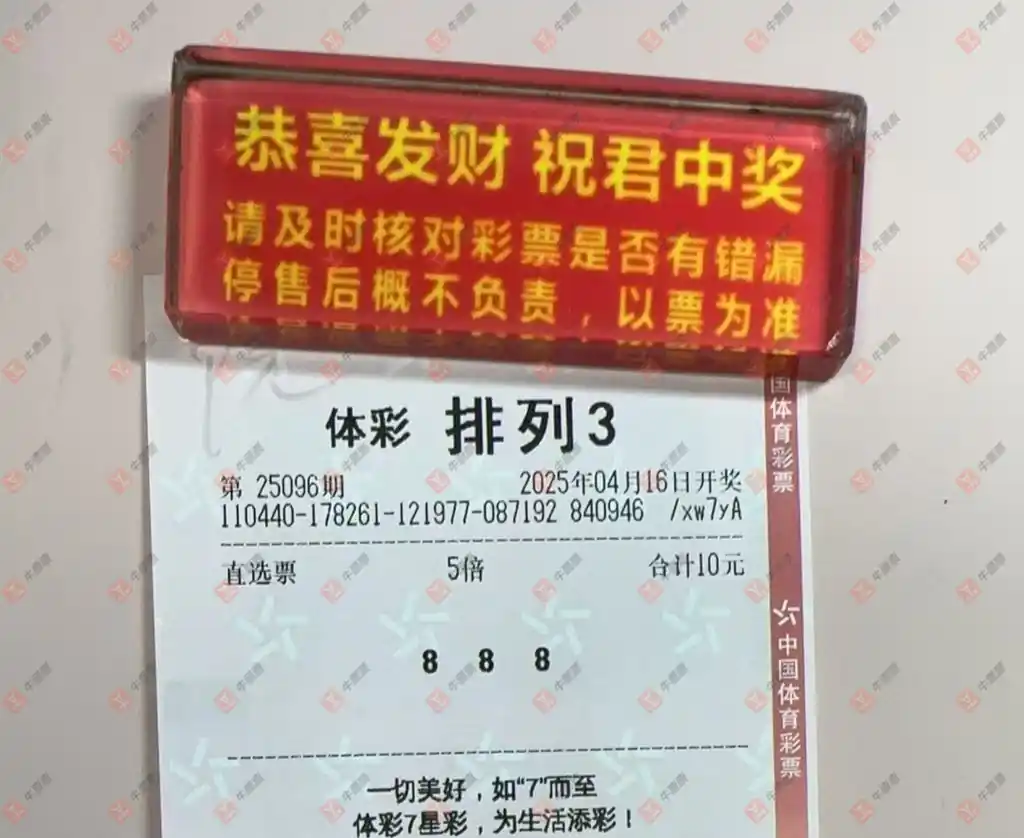 恭喜发财 祝君中奖
请及时核对彩票是否有错漏
停售后概不负责，以票为准
体彩 排列3
第 25096期 2025年04月16日开奖
110440-178261-121977-087192 840946 /xw7yA
直选票 5倍 合计10元
8 8 8
一切美好，如“7”而至
体彩7星彩，为生活添彩！
国体育彩票
中国体育彩票